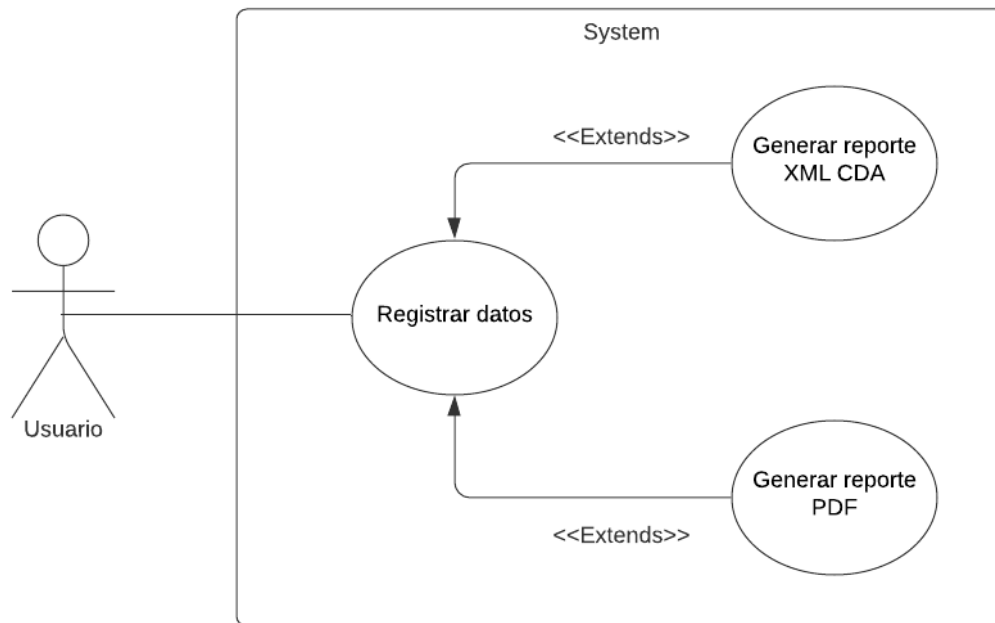 System
<<Extends>>
Generar reporte
XML CDA
Registrar datos
Usuario
Generar reporte
PDF
<<Extends>>